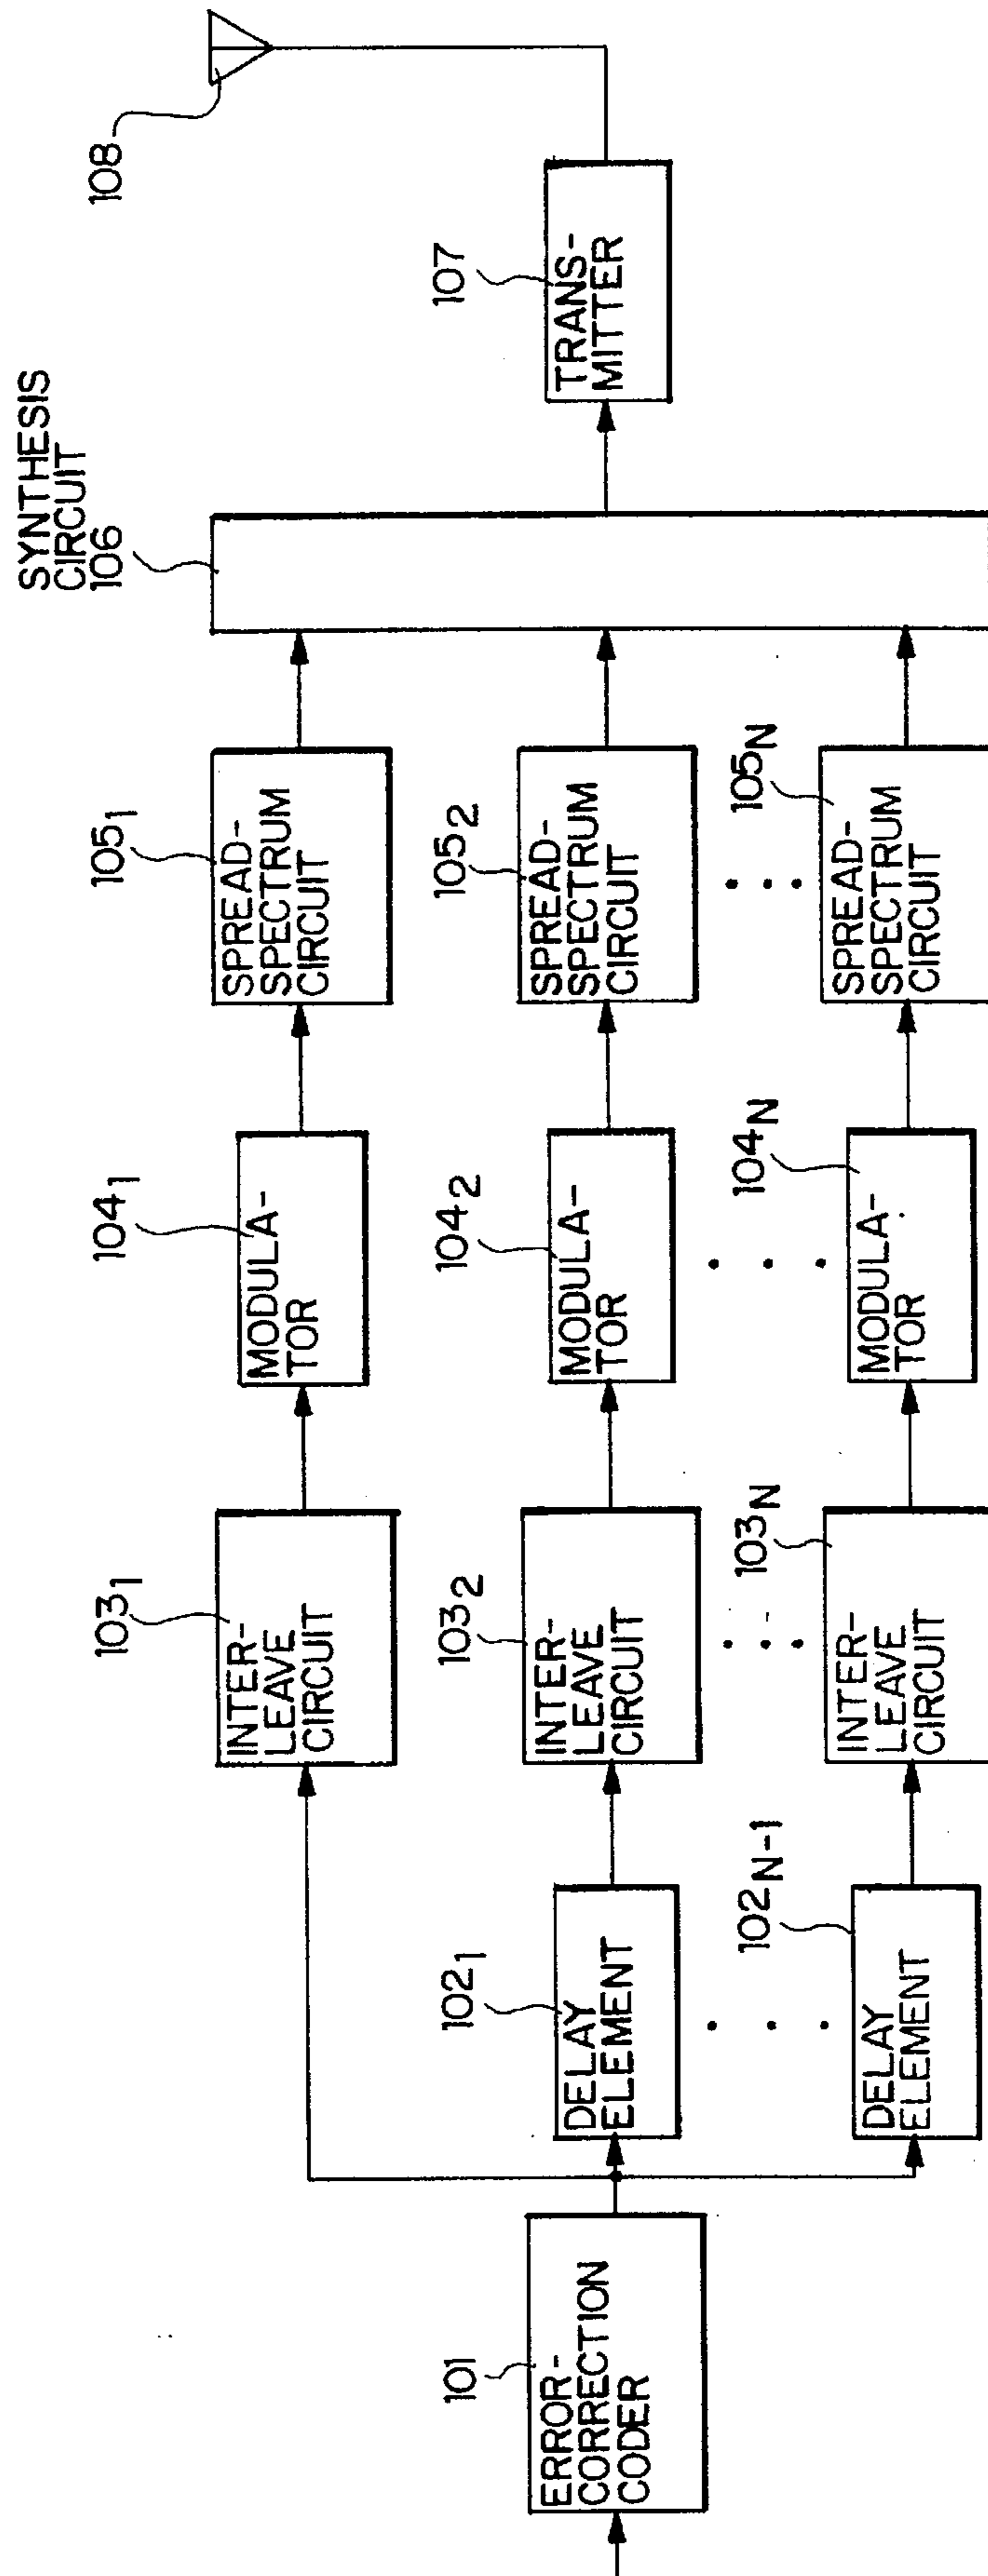 101
ERROR-
CORRECTION
CODER
102₁
DELAY
ELEMENT
102N-1
DELAY
ELEMENT
103₁
INTER-
LEAVE
CIRCUIT
103₂
INTER-
LEAVE
CIRCUIT
103N
INTER-
LEAVE
CIRCUIT
104₁
MODULA-
TOR
104₂
MODULA-
TOR
104N
MODULA-
TOR
105₁
SPREAD-
SPECTRUM
CIRCUIT
105₂
SPREAD-
SPECTRUM
CIRCUIT
105N
SPREAD-
SPECTRUM
CIRCUIT
SYNTHESIS
CIRCUIT
106
107
TRANS-
MITTER
108